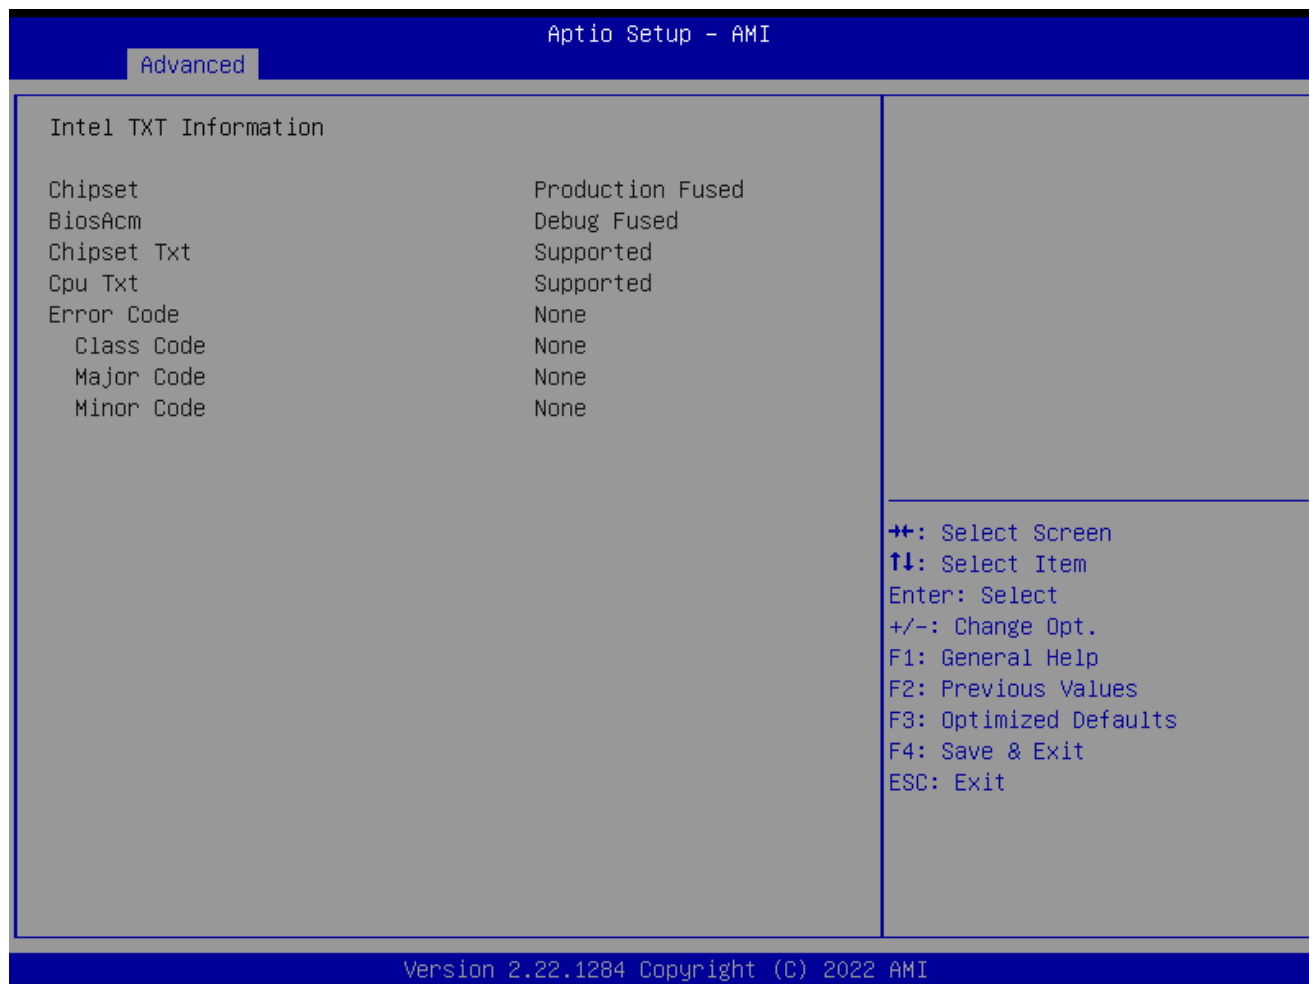 Aptio Setup – AMI
Advanced
Intel TXT Information
Chipset Production Fused
BiosAcm Debug Fused
Chipset Txt Supported
Cpu Txt Supported
Error Code None
Class Code None
Major Code None
Minor Code None
→←: Select Screen
↑↓: Select Item
Enter: Select
+/-: Change Opt.
F1: General Help
F2: Previous Values
F3: Optimized Defaults
F4: Save & Exit
ESC: Exit
Version 2.22.1284 Copyright (C) 2022 AMI